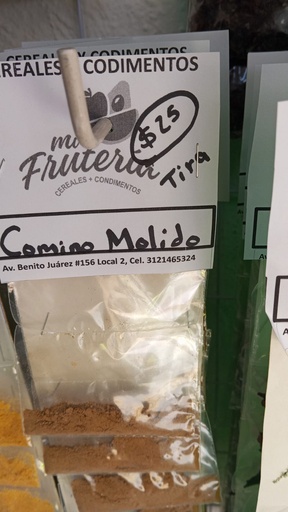 CEREALES Y CODIMENTOS
REALES Y CODIMENTOS
$25
Tira
Frutería
CEREALES + CONDIMENTOS
Comino Molido
Av. Benito Juárez #156 Local 2, Cel. 3121465324